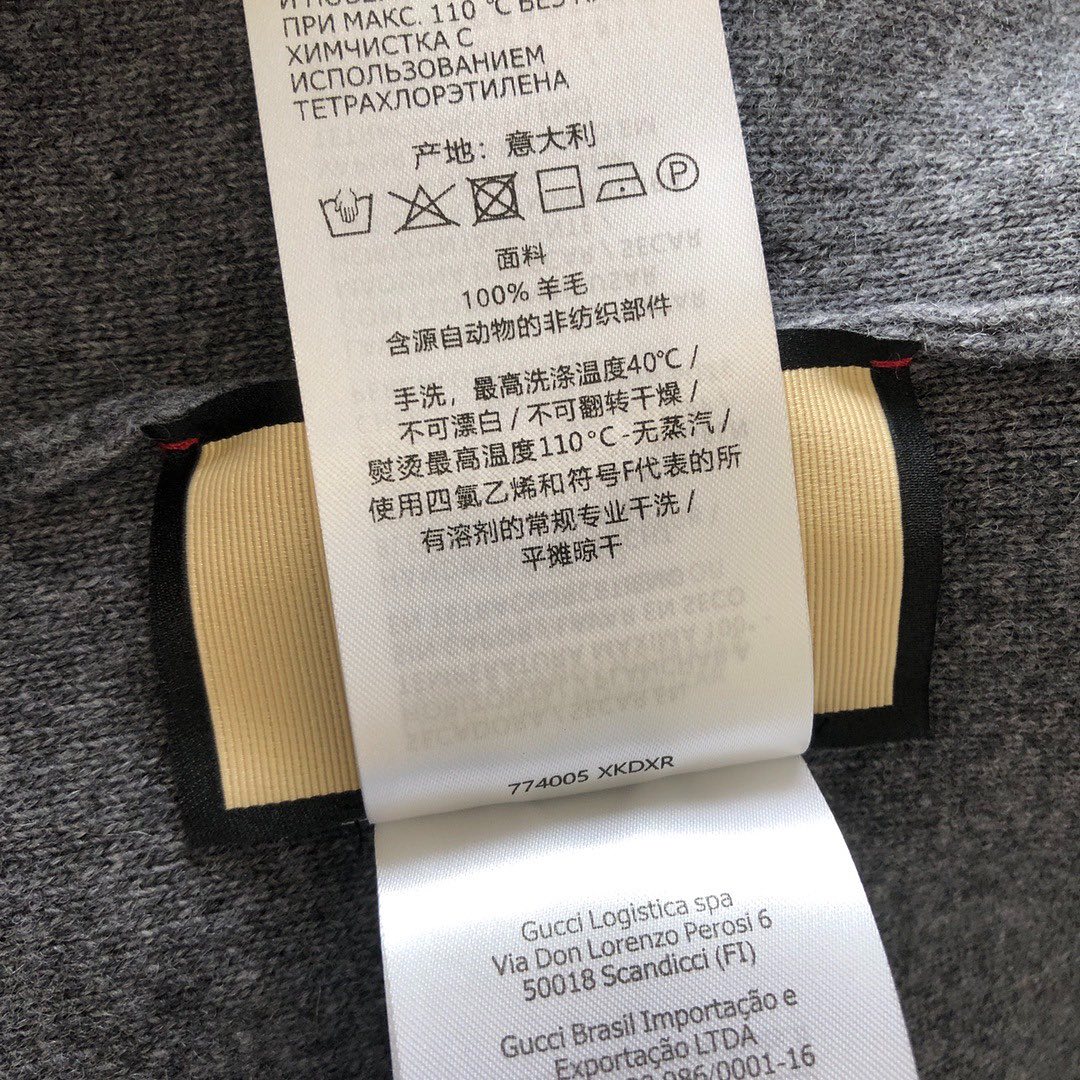 ПРИ МАКС. 110 °C БЕЗ
ХИМЧИСТКА С
ИСПОЛЬЗОВАНИЕМ
ТЕТРАХЛОРЭТИЛЕНА
产地：意大利
P
面料
100% 羊毛
含源自动物的非纺织部件
手洗，最高洗涤温度40℃ /
不可漂白 / 不可翻转干燥 /
熨烫最高温度110℃-无蒸汽 /
使用四氯乙烯和符号F代表的所
有溶剂的常规专业干洗 /
平摊晾干
774005 XKDXR
Gucci Logistica spa
Via Don Lorenzo Perosi 6
50018 Scandicci (FI)
Gucci Brasil Importação e
Exportação LTDA
986/0001-16